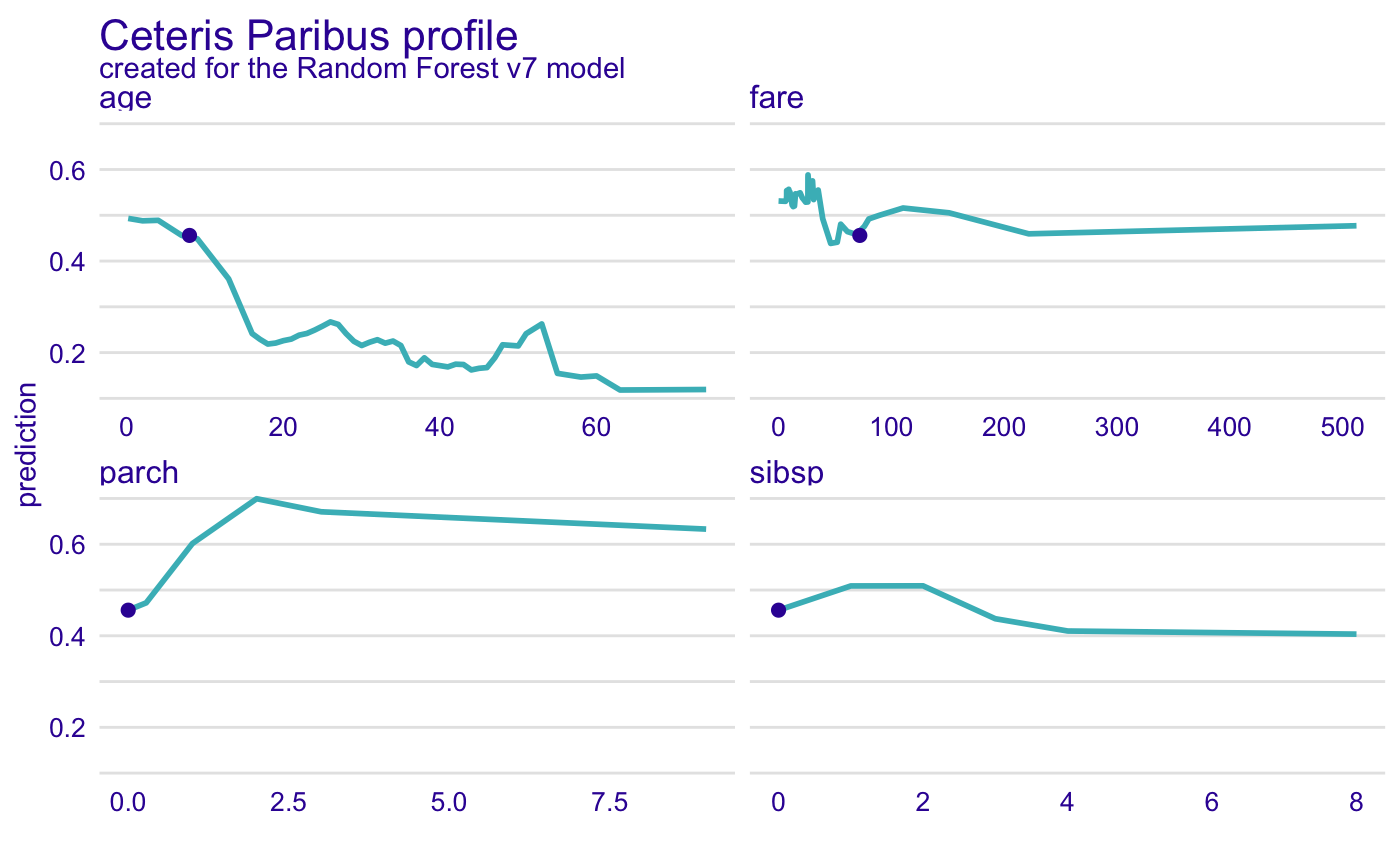 Ceteris Paribus profile
created for the Random Forest v7 model
age
fare
0.6
0.4
0.2
0 20 40 60
0 100 200 300 400 500
prediction
parch
sibsp
0.6
0.4
0.2
0.0 2.5 5.0 7.5
0 2 4 6 8